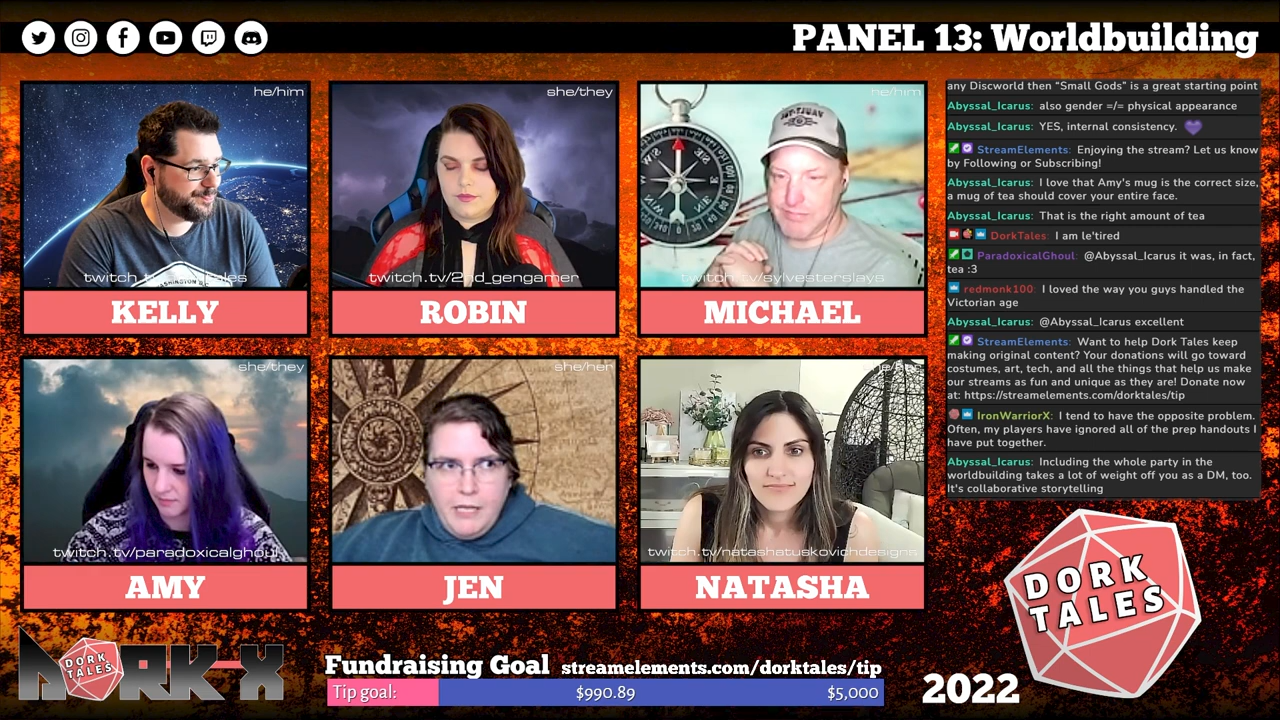 PANEL 13: Worldbuilding
he/him
twitch.tv/
KELLY
she/they
twitch.tv/2nd_gengamer
ROBIN
he/him
twitch.tv/sylvesterslays
MICHAEL
she/they
twitch.tv/paradoxicalghoul
AMY
she/her
JEN
twitch.tv/natashatuskovichdesigns
NATASHA
any Discworld then “Small Gods” is a great starting point
Abyssal_Icarus: also gender =/= physical appearance
Abyssal_Icarus: YES, internal consistency.
StreamElements: Enjoying the stream? Let us know
by Following or Subscribing!
Abyssal_Icarus: I love that Amy's mug is the correct size,
a mug of tea should cover your entire face.
Abyssal_Icarus: That is the right amount of tea
DorkTales: I am le'tired
ParadoxicalGhoul: @Abyssal_Icarus it was, in fact,
tea :3
redmonk100: I loved the way you guys handled the
Victorian age
Abyssal_Icarus: @Abyssal_Icarus excellent
StreamElements: Want to help Dork Tales keep
making original content? Your donations will go toward
costumes, art, tech, and all the things that help us make
our streams as fun and unique as they are! Donate now
at: https://streamelements.com/dorktales/tip
IronWarriorX: I tend to have the opposite problem.
Often, my players have ignored all of the prep handouts I
have put together.
Abyssal_Icarus: Including the whole party in the
worldbuilding takes a lot of weight off you as a DM, too.
It's collaborative storytelling
DORK
TALES
DORK-X
DORK
TALES
Fundraising Goal streamelements.com/dorktales/tip
Tip goal: $990.89 $5,000
2022